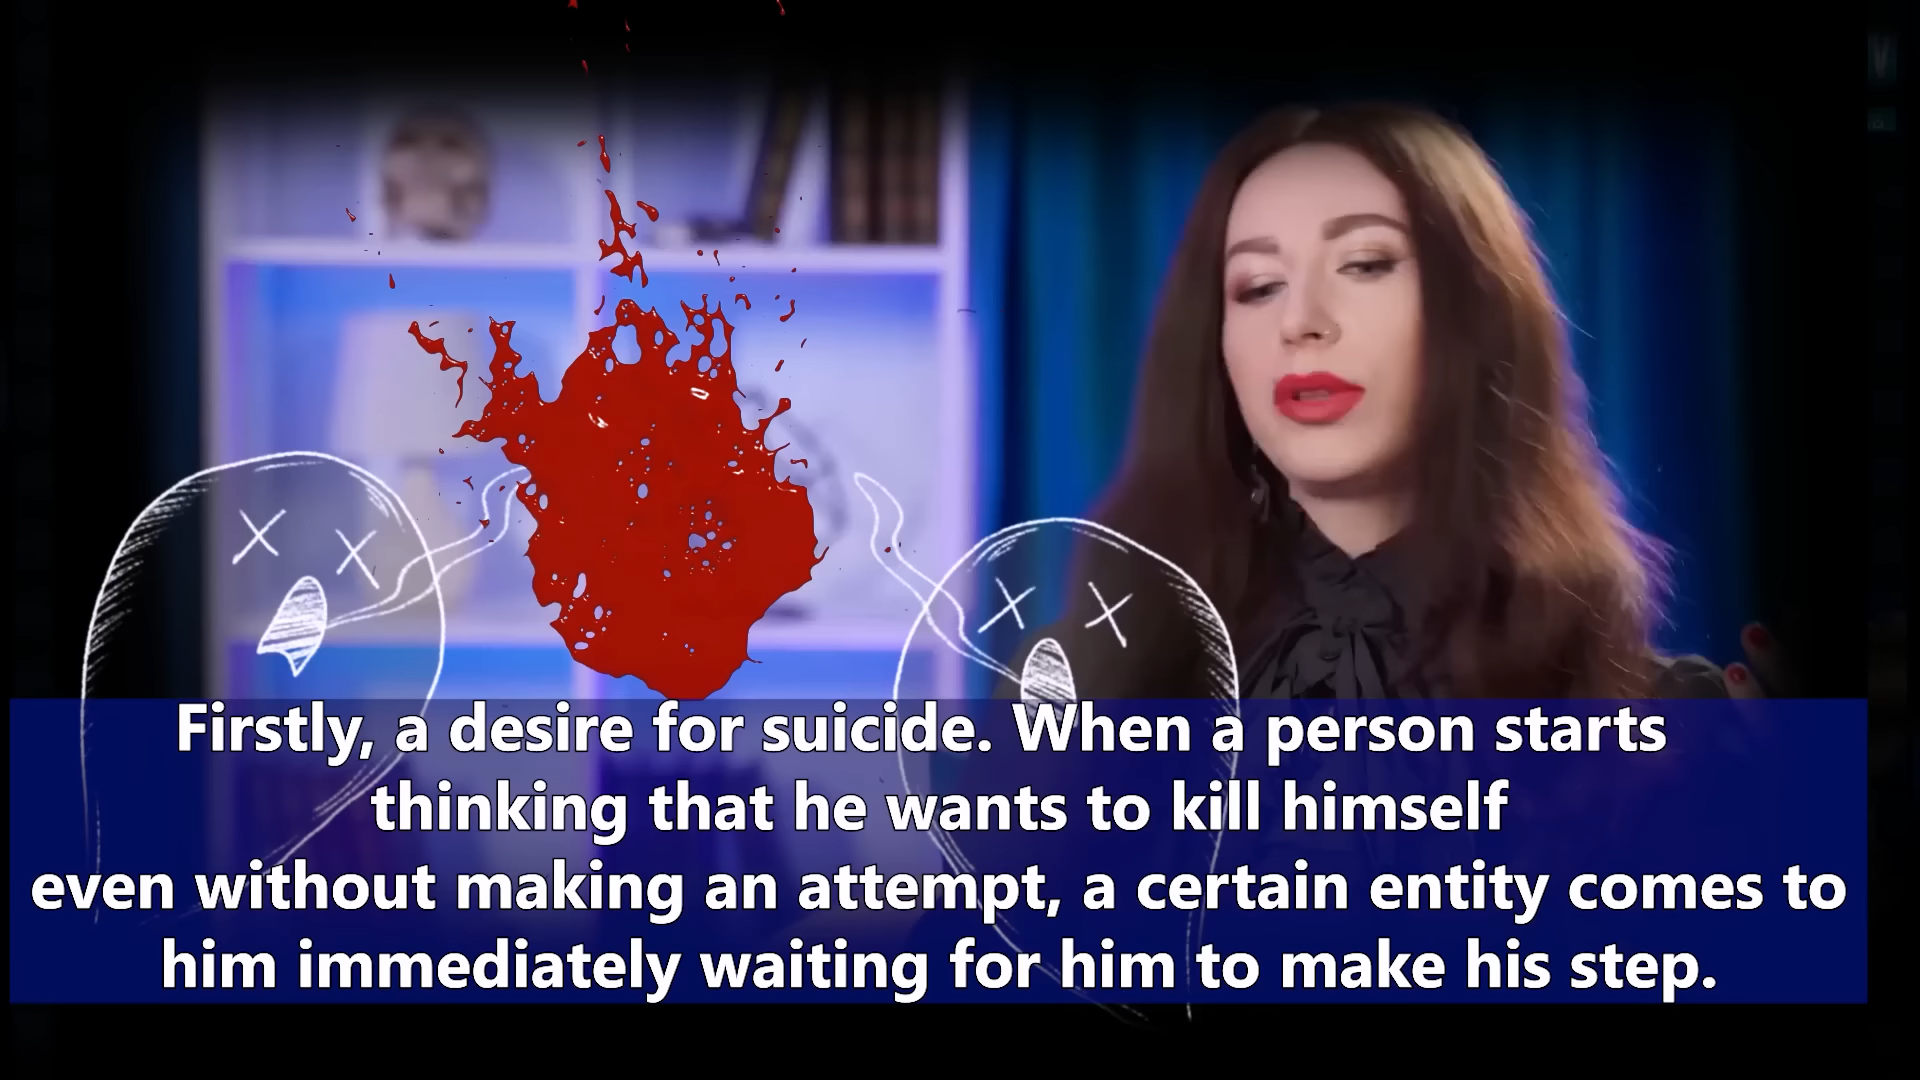 Firstly, a desire for suicide. When a person starts
thinking that he wants to kill himself
even without making an attempt, a certain entity comes to
him immediately waiting for him to make his step.